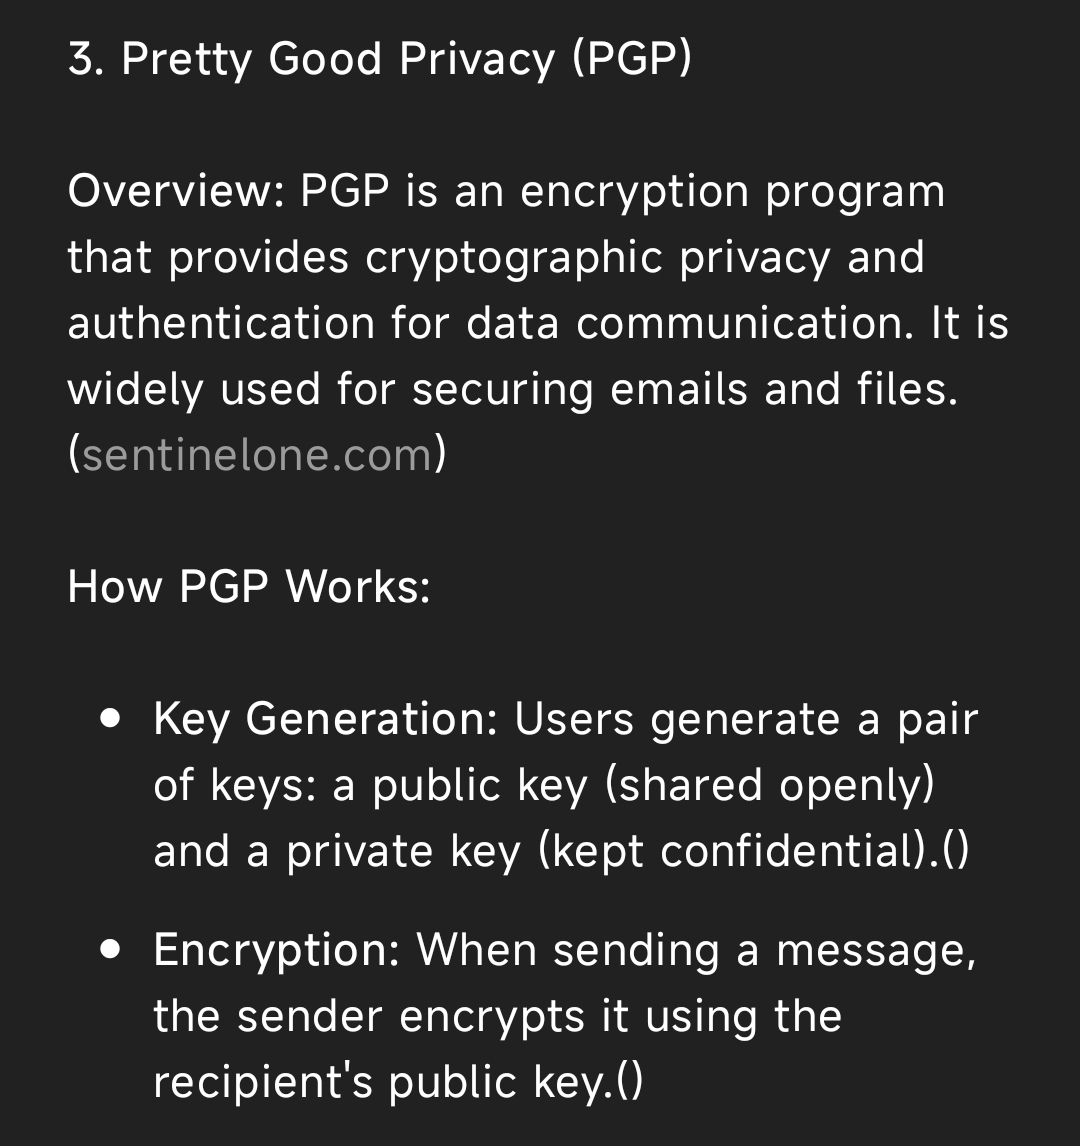 3. Pretty Good Privacy (PGP)
Overview: PGP is an encryption program
that provides cryptographic privacy and
authentication for data communication. It is
widely used for securing emails and files.
(sentinelone.com)
How PGP Works:
● Key Generation: Users generate a pair
of keys: a public key (shared openly)
and a private key (kept confidential).()
● Encryption: When sending a message,
the sender encrypts it using the
recipient's public key.()